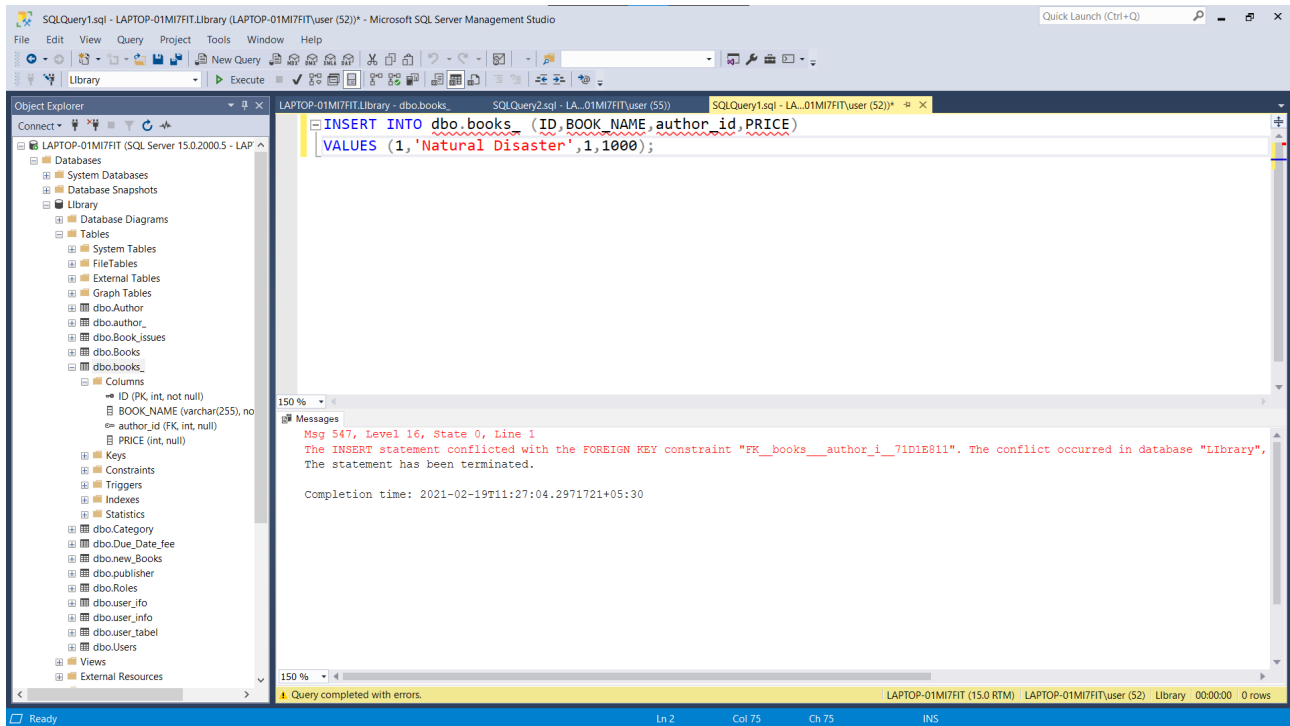 SQLQuery1.sql - LAPTOP-01MI7FIT.LIbrary (LAPTOP-01MI7FIT\user (52))* - Microsoft SQL Server Management Studio
Quick Launch (Ctrl+Q)
File Edit View Query Project Tools Window Help
New Query
LIbrary
Execute
Object Explorer
LAPTOP-01MI7FIT.LIbrary - dbo.books_
SQLQuery2.sql - LA...01MI7FIT\user (55))
SQLQuery1.sql - LA...01MI7FIT\user (52))*
Connect
LAPTOP-01MI7FIT (SQL Server 15.0.2000.5 - LAP
Databases
System Databases
Database Snapshots
LIbrary
Database Diagrams
Tables
System Tables
FileTables
External Tables
Graph Tables
dbo.Author
dbo.author_
dbo.Book_issues
dbo.Books
dbo.books_
Columns
ID (PK, int, not null)
BOOK_NAME (varchar(255), no
author_id (FK, int, null)
PRICE (int, null)
Keys
Constraints
Triggers
Indexes
Statistics
dbo.Category
dbo.Due_Date_fee
dbo.new_Books
dbo.publisher
dbo.Roles
dbo.user_ifo
dbo.user_info
dbo.user_tabel
dbo.Users
Views
External Resources
INSERT INTO dbo.books_ (ID,BOOK_NAME,author_id,PRICE)
VALUES (1,'Natural Disaster',1,1000);
150 %
Messages
Msg 547, Level 16, State 0, Line 1
The INSERT statement conflicted with the FOREIGN KEY constraint "FK__books___author_i__71D1E811". The conflict occurred in database "LIbrary",
The statement has been terminated.
Completion time: 2021-02-19T11:27:04.2971721+05:30
150 %
Query completed with errors.
LAPTOP-01MI7FIT (15.0 RTM) LAPTOP-01MI7FIT\user (52) LIbrary 00:00:00 0 rows
Ready
Ln 2 Col 75 Ch 75 INS